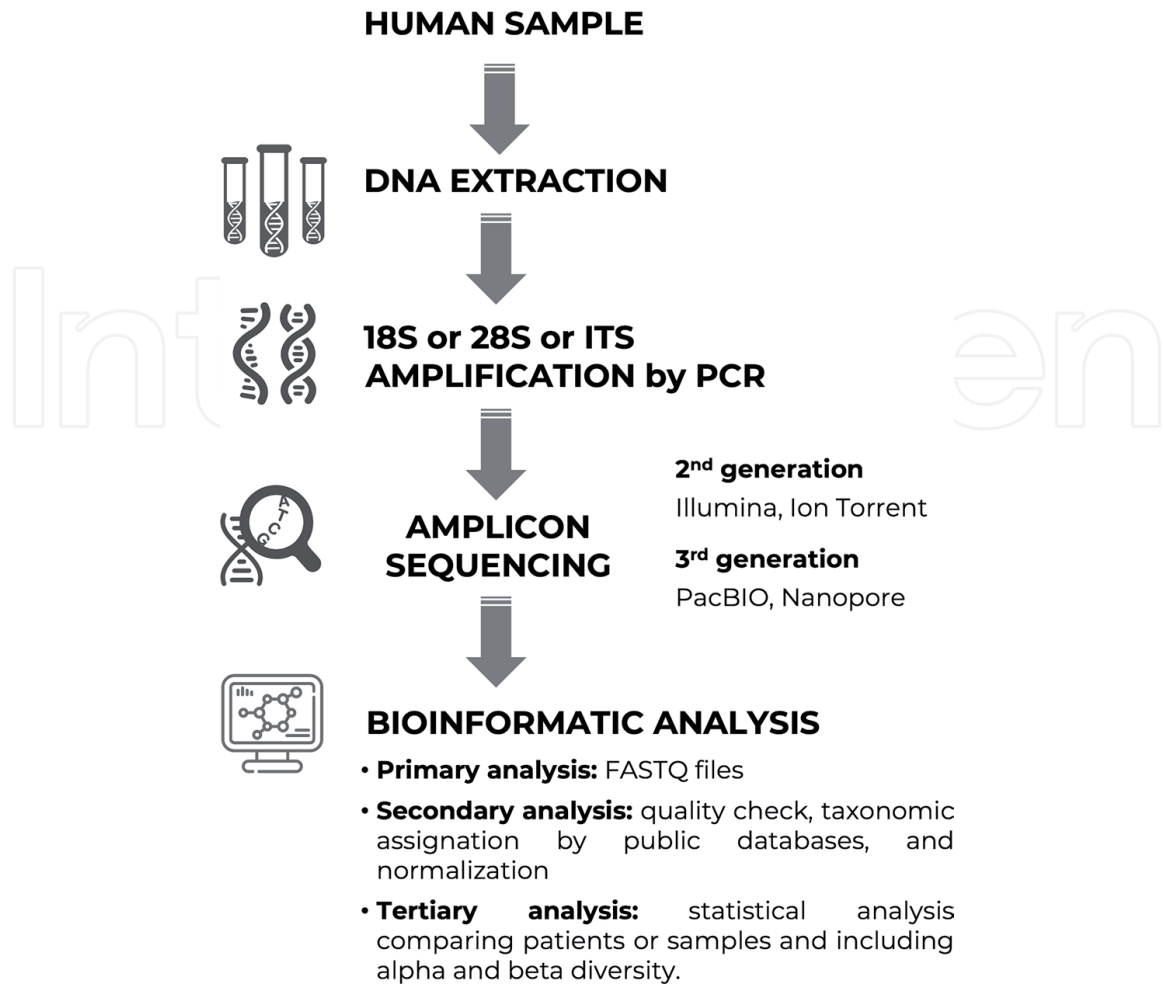 HUMAN SAMPLE
DNA EXTRACTION
18S or 28S or ITS
AMPLIFICATION by PCR
AMPLICON
SEQUENCING
2nd generation
Illumina, Ion Torrent
3rd generation
PacBIO, Nanopore
A
T
C
G
BIOINFORMATIC ANALYSIS
• Primary analysis: FASTQ files
• Secondary analysis: quality check, taxonomic
assignation by public databases, and
normalization
• Tertiary analysis: statistical analysis
comparing patients or samples and including
alpha and beta diversity.